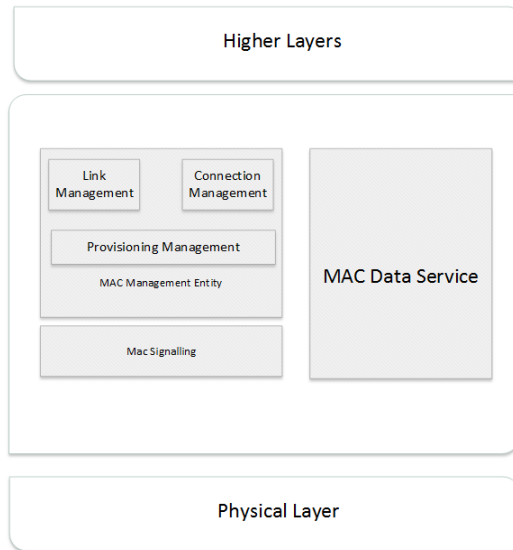 Higher Layers
Link
Management
Connection
Management
Provisioning Management
MAC Management Entity
MAC Data Service
Mac Signalling
Physical Layer